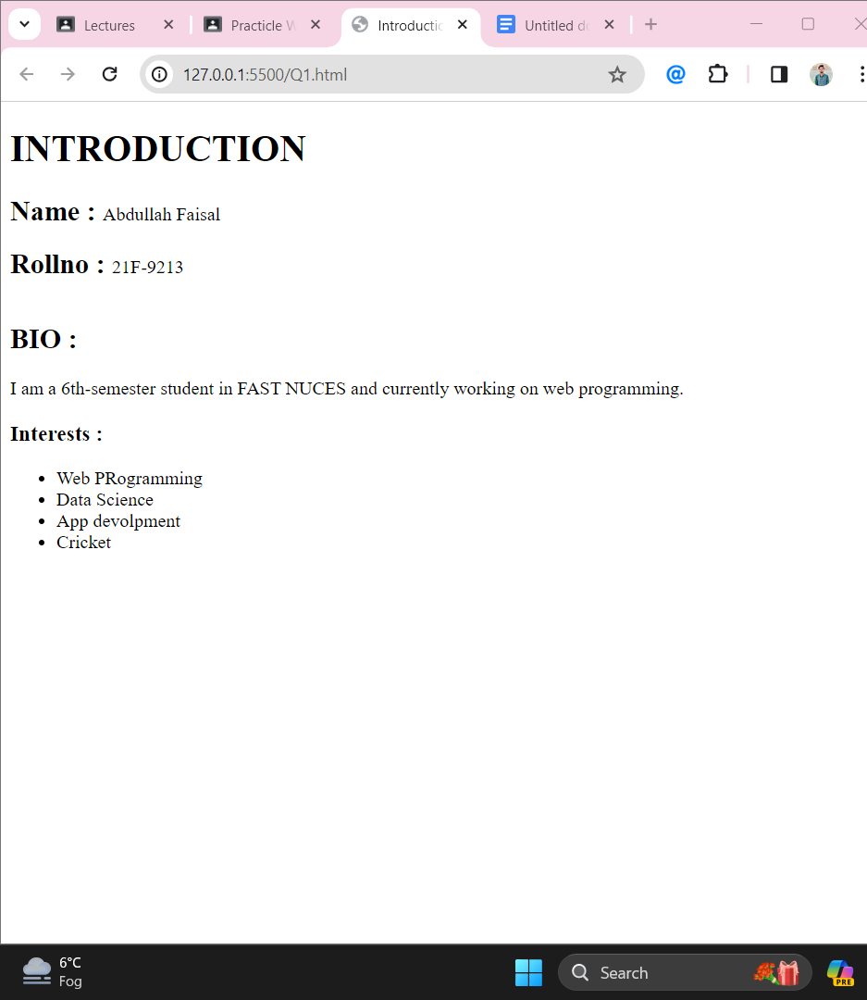 Lectures
Practicle
Introductio
Untitled
127.0.0.1:5500/Q1.html
INTRODUCTION
Name : Abdullah Faisal
Rollno : 21F-9213
BIO :
I am a 6th-semester student in FAST NUCES and currently working on web programming.
Interests :
Web PRogramming
Data Science
App devolpment
Cricket
6°C
Fog
Search
PRE